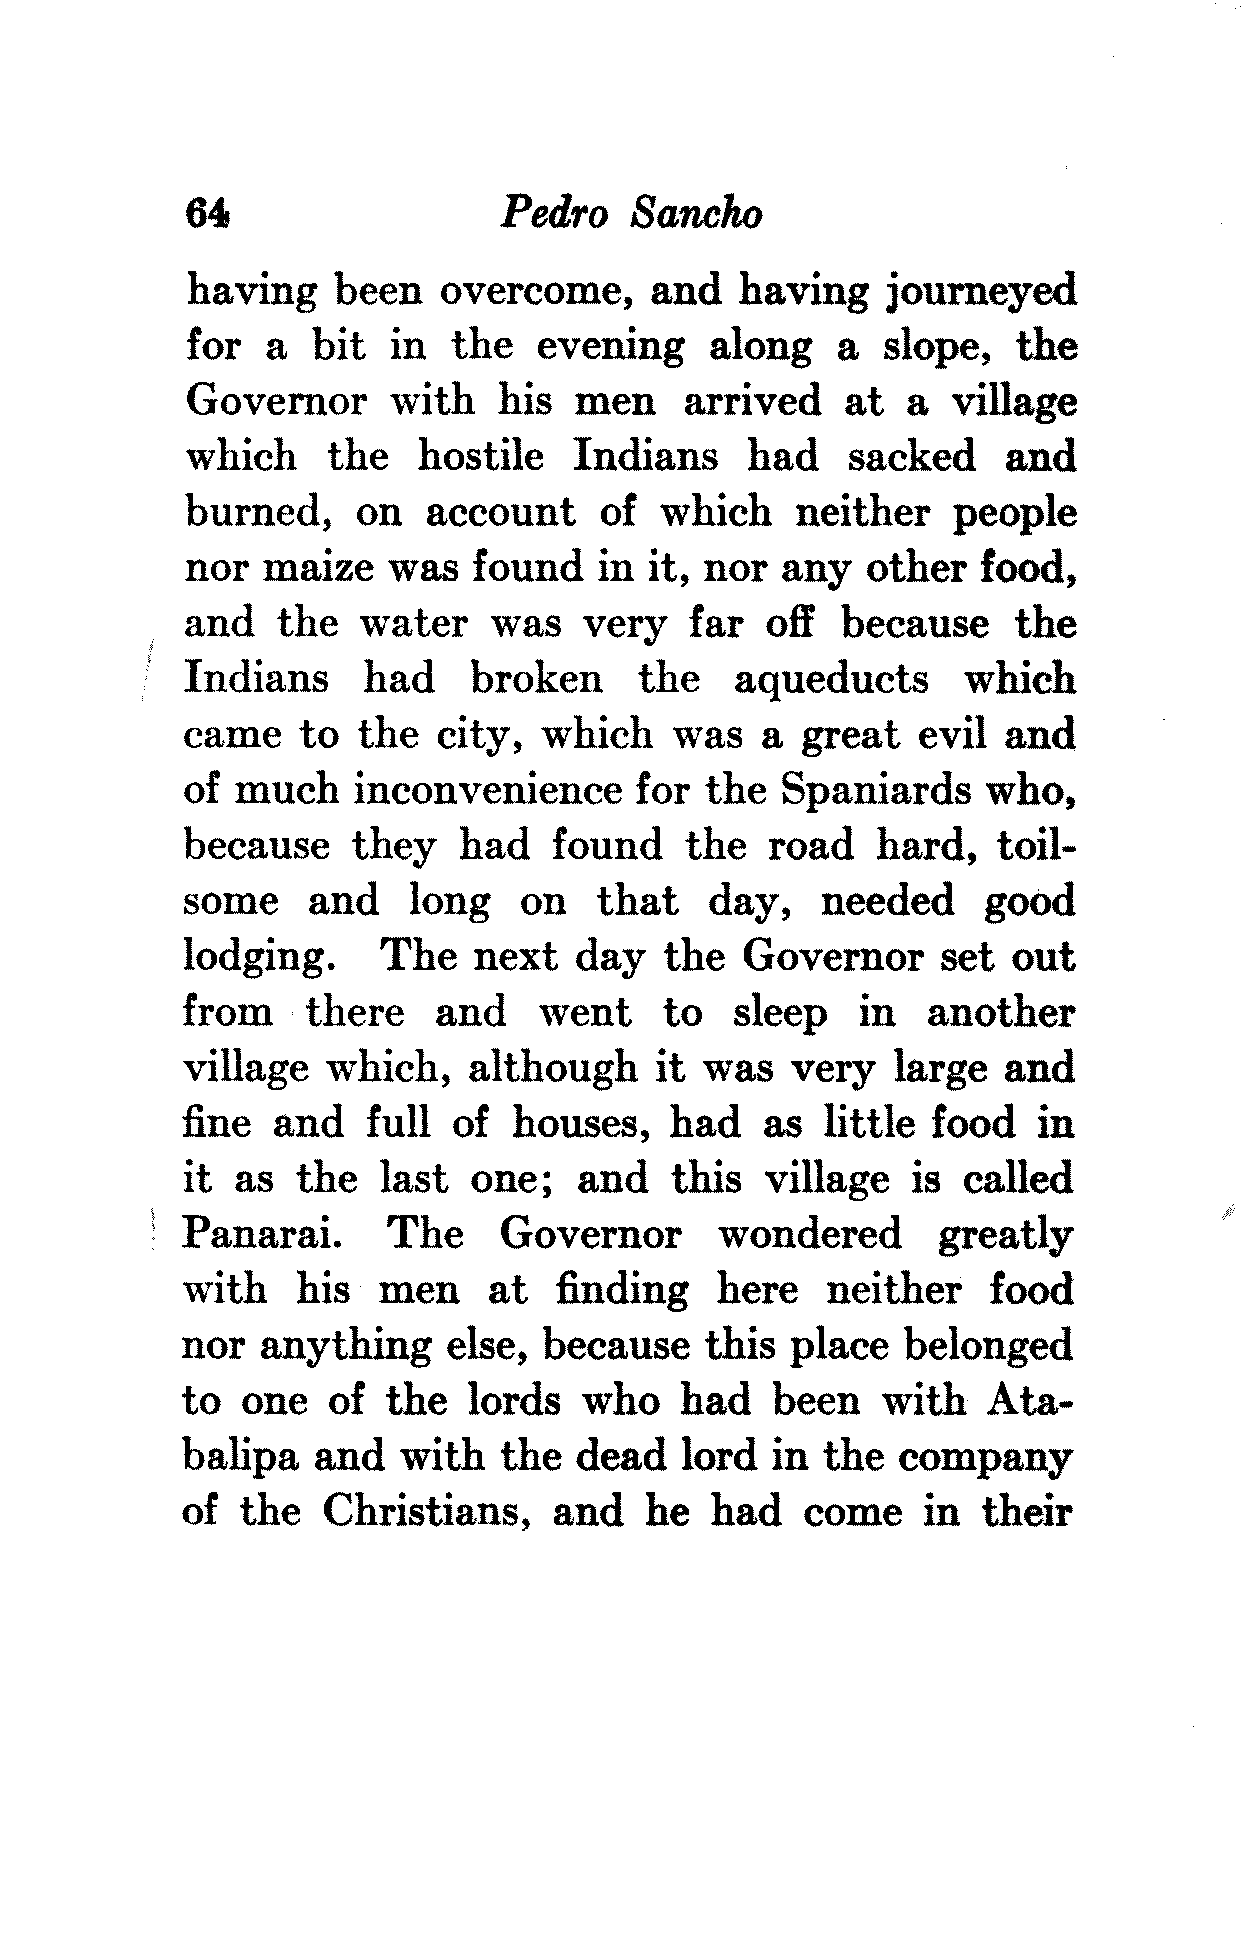 64 Pedro Sancho
having been overcome, and having journeyed
for a bit in the evening along a slope, the
Governor with his men arrived at a village
which the hostile Indians had sacked and
burned, on account of which neither people
nor maize was found in it, nor any other food,
and the water was very far off because the
Indians had broken the aqueducts which
came to the city, which was a great evil and
of much inconvenience for the Spaniards who,
because they had found the road hard, toil-
some and long on that day, needed good
lodging. The next day the Governor set out
from there and went to sleep in another
village which, although it was very large and
fine and full of houses, had as little food in
it as the last one; and this village is called
Panarai. The Governor wondered greatly
with his men at finding here neither food
nor anything else, because this place belonged
to one of the lords who had been with Ata-
balipa and with the dead lord in the company
of the Christians, and he had come in their